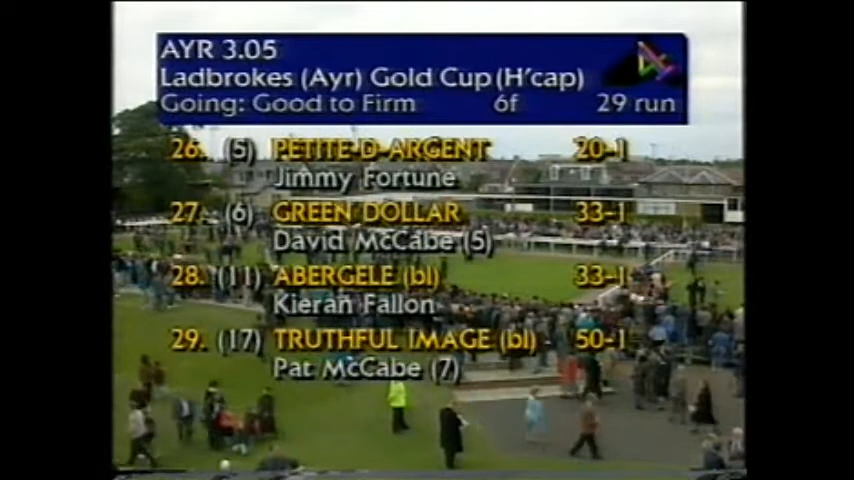 AYR 3.05
Ladbrokes (Ayr) Gold Cup (H'cap)
Going: Good to Firm 6f 29 run
26. (5) PETITE-D-ARGENT 20-1
Jimmy Fortune
27. (6) GREEN DOLLAR 33-1
David McCabe (5)
28. (11) ABERGELE (bl) 33-1
Kieran Fallon
29. (17) TRUTHFUL IMAGE (bl) 50-1
Pat McCabe (7)